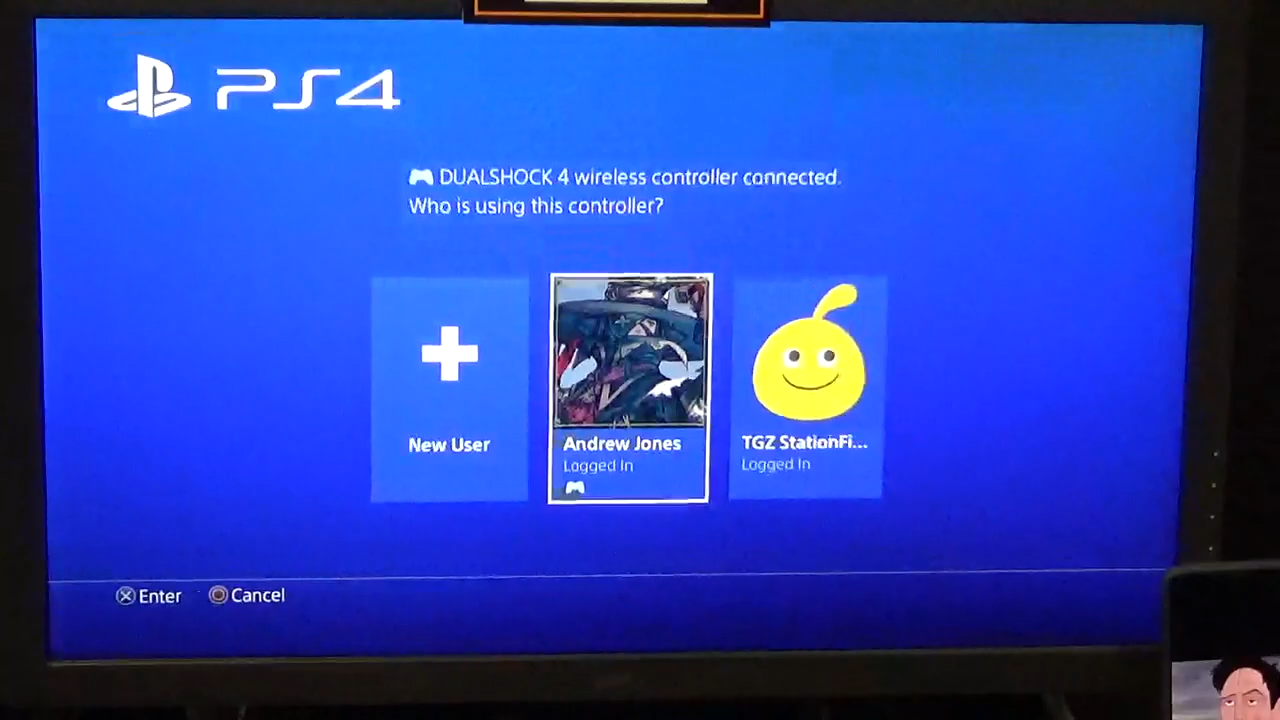 PS4
DUALSHOCK 4 wireless controller connected.
Who is using this controller?
New User
Andrew Jones
Logged In
TGZ StationFi...
Logged In
Enter
Cancel